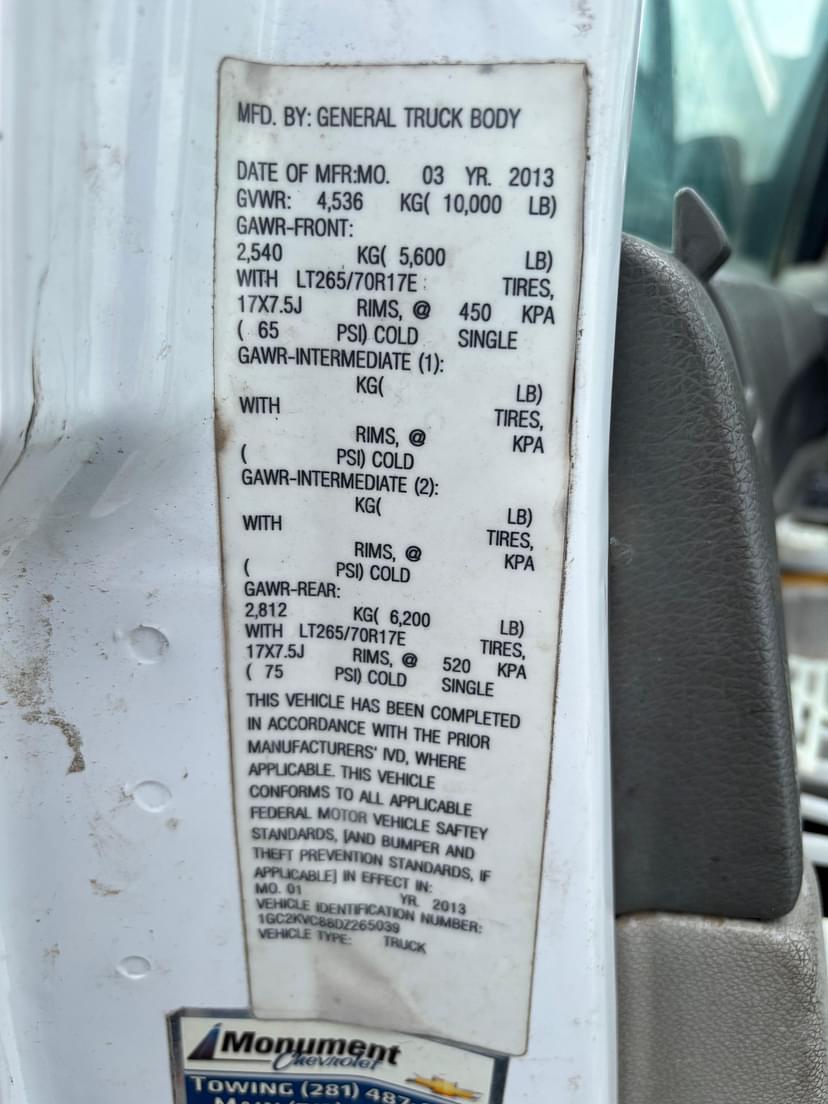 MFD. BY: GENERAL TRUCK BODY
DATE OF MFR:MO. 03 YR. 2013
GVWR: 4,536 KG( 10,000 LB)
GAWR-FRONT:
2,540 KG( 5,600 LB)
WITH LT265/70R17E TIRES,
17X7.5J RIMS, @ 450 KPA
( 65 PSI) COLD SINGLE
GAWR-INTERMEDIATE (1):
KG( LB)
WITH TIRES,
RIMS, @ KPA
( PSI) COLD
GAWR-INTERMEDIATE (2):
KG( LB)
WITH TIRES,
RIMS, @ KPA
( PSI) COLD
GAWR-REAR:
2,812 KG( 6,200 LB)
WITH LT265/70R17E TIRES,
17X7.5J RIMS, @ 520 KPA
( 75 PSI) COLD SINGLE
THIS VEHICLE HAS BEEN COMPLETED
IN ACCORDANCE WITH THE PRIOR
MANUFACTURERS' IVD, WHERE
APPLICABLE. THIS VEHICLE
CONFORMS TO ALL APPLICABLE
FEDERAL MOTOR VEHICLE SAFTEY
STANDARDS, [AND BUMPER AND
THEFT PREVENTION STANDARDS, IF
APPLICABLE] IN EFFECT IN:
MO. 01 YR. 2013
VEHICLE IDENTIFICATION NUMBER:
1GC2KVC88DZ265039
VEHICLE TYPE: TRUCK
Monument
Chevrolet
TOWING (281) 487-